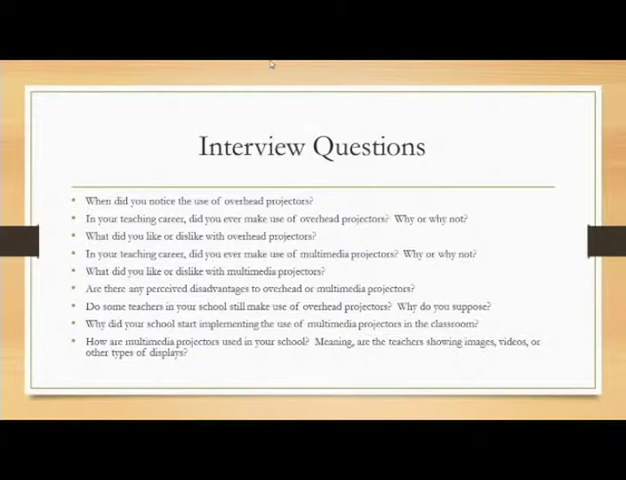 Interview Questions
When did you notice the use of overhead projectors?
In your teaching career, did you ever make use of overhead projectors? Why or why not?
What did you like or dislike with overhead projectors?
In your teaching career, did you ever make use of multimedia projectors? Why or why not?
What did you like or dislike with multimedia projectors?
Are there any perceived disadvantages to overhead or multimedia projectors?
Do some teachers in your school still make use of overhead projectors? Why do you suppose?
Why did your school start implementing the use of multimedia projectors in the classroom?
How are multimedia projectors used in your school? Meaning, are the teachers showing images, videos, or
other types of displays?